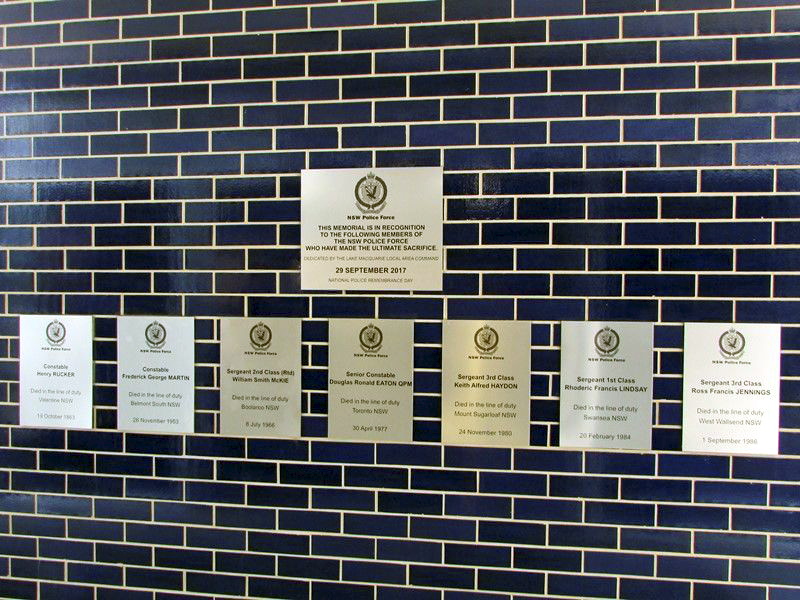 NSW Police Force
THIS MEMORIAL IS IN RECOGNITION
TO THE FOLLOWING MEMBERS OF
THE NSW POLICE FORCE
WHO HAVE MADE THE ULTIMATE SACRIFICE.
DEDICATED BY THE LAKE MACQUARIE LOCAL AREA COMMAND
29 SEPTEMBER 2017
NATIONAL POLICE REMEMBRANCE DAY
NSW Police Force
Constable
Henry RUCKER
Died in the line of duty
Valentine NSW
19 October 1863
NSW Police Force
Constable
Frederick George MARTIN
Died in the line of duty
Belmont South NSW
26 November 1953
NSW Police Force
Sergeant 2nd Class (Rtd)
William Smith McKIE
Died in the line of duty
Boolaroo NSW
8 July 1966
NSW Police Force
Senior Constable
Douglas Ronald EATON QPM
Died in the line of duty
Toronto NSW
30 April 1977
NSW Police Force
Sergeant 3rd Class
Keith Alfred HAYDON
Died in the line of duty
Mount Sugarloaf NSW
24 November 1980
NSW Police Force
Sergeant 1st Class
Rhoderic Francis LINDSAY
Died in the line of duty
Swansea NSW
20 February 1984
NSW Police Force
Sergeant 3rd Class
Ross Francis JENNINGS
Died in the line of duty
West Wallsend NSW
1 September 1986